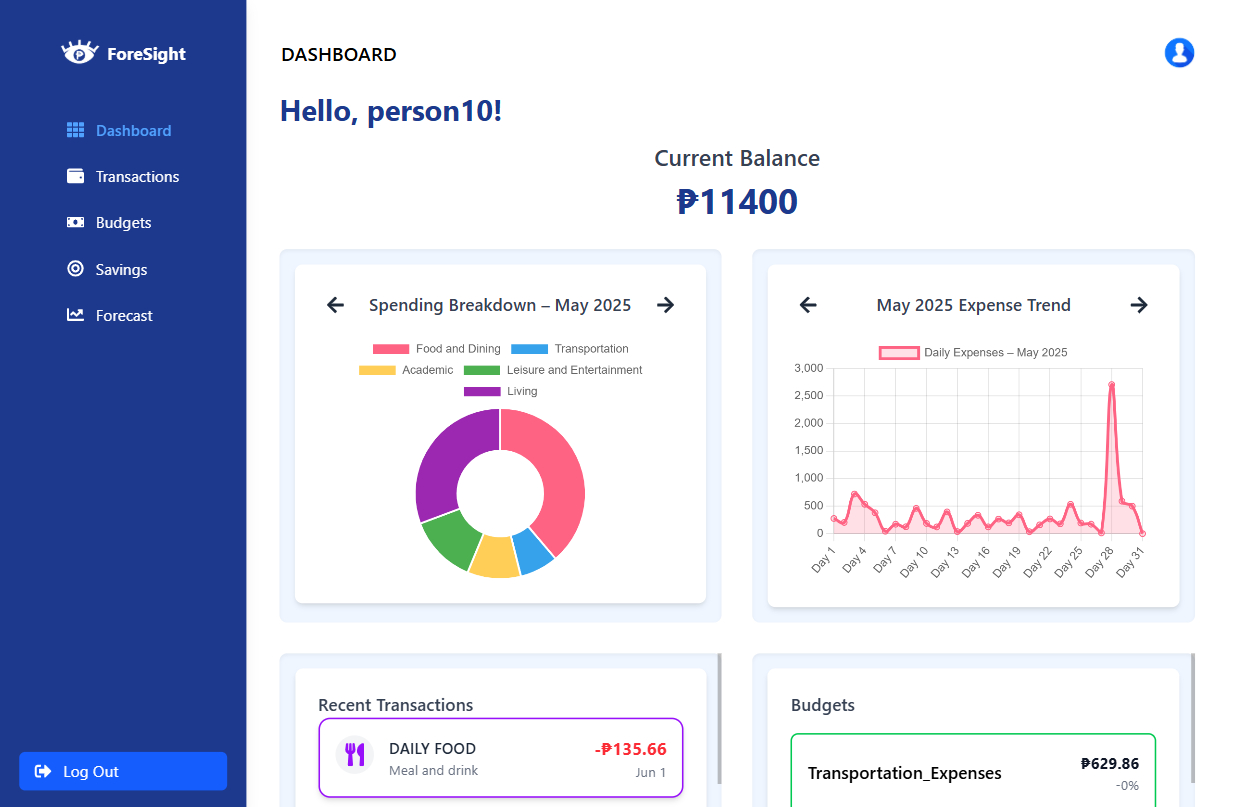 ForeSight
Dashboard
Transactions
Budgets
Savings
Forecast
Log Out
DASHBOARD
Hello, person10!
Current Balance
₱11400
Spending Breakdown – May 2025
Food and Dining
Transportation
Academic
Leisure and Entertainment
Living
May 2025 Expense Trend
Daily Expenses – May 2025
3,000
2,500
2,000
1,500
1,000
500
0
Day 1
Day 4
Day 7
Day 10
Day 13
Day 16
Day 19
Day 22
Day 25
Day 28
Day 31
Recent Transactions
DAILY FOOD
-₱135.66
Meal and drink
Jun 1
Budgets
Transportation_Expenses
₱629.86
-0%